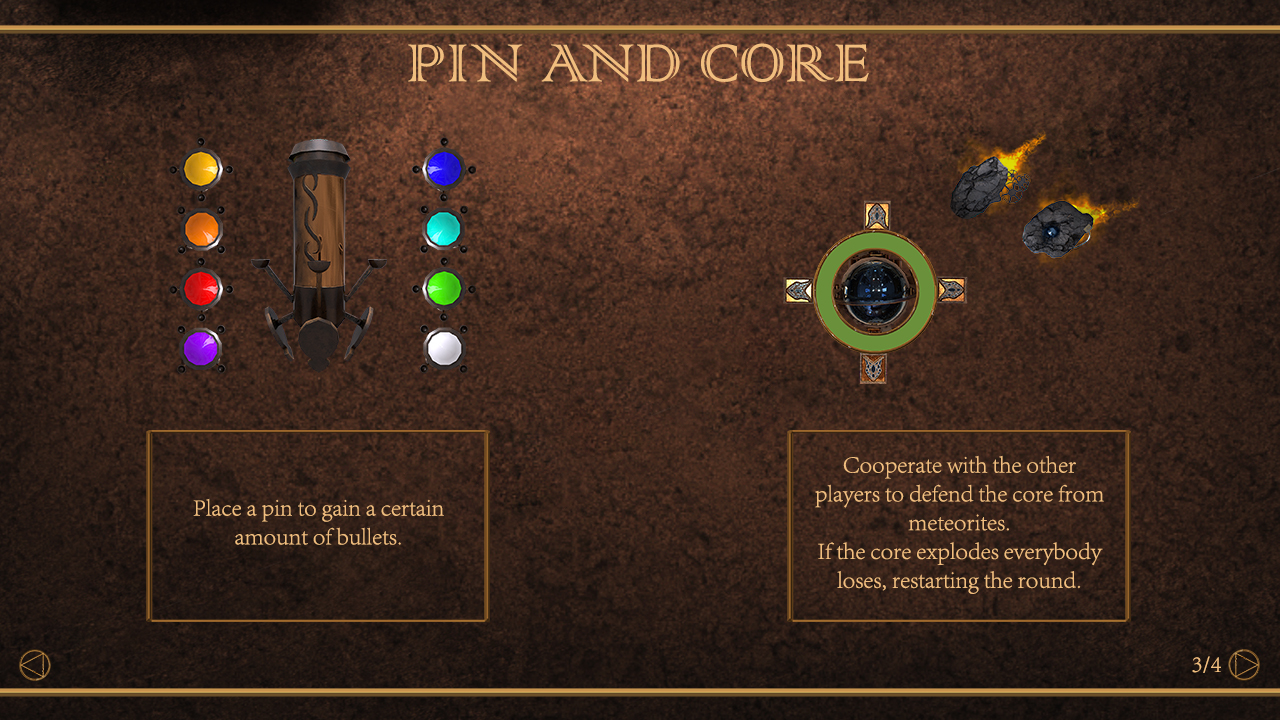 PIN AND CORE
Place a pin to gain a certain
amount of bullets.
Cooperate with the other
players to defend the core from
meteorites.
If the core explodes everybody
loses, restarting the round.
3/4